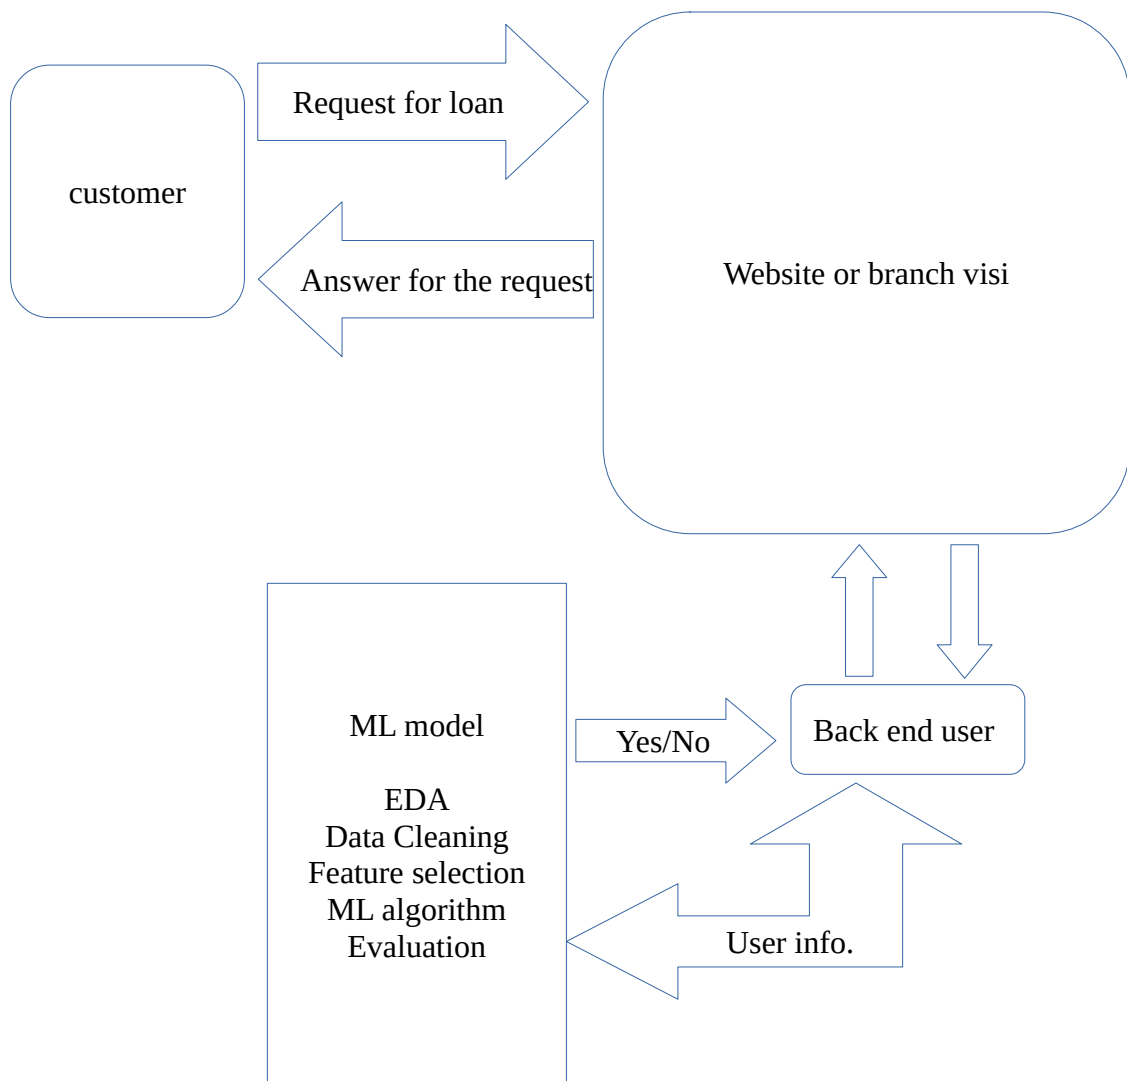 Request for loan
customer
Answer for the request
Website or branch visi
ML model
EDA
Data Cleaning
Feature selection
ML algorithm
Evaluation
Yes/No
Back end user
User info.